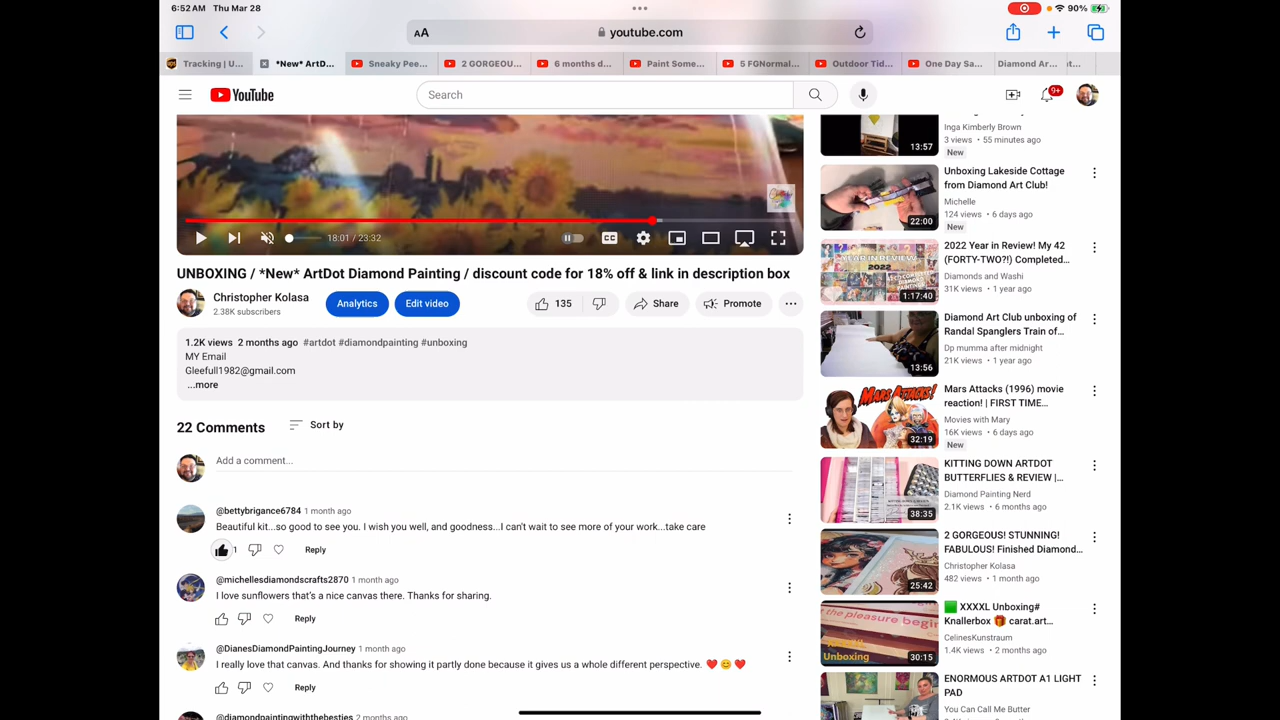 6:52AM Thu Mar 28
90%
AA
youtube.com
Tracking | U...
*New* ArtD...
Sneaky Pee...
2 GORGEOU...
6 months d...
Paint Some...
5 FGNormal...
Outdoor Tid...
One Day Sa...
Diamond Ar...
YouTube
Search
9+
18:01 / 23:32
CC
UNBOXING / *New* ArtDot Diamond Painting / discount code for 18% off & link in description box
Christopher Kolasa
2.38K subscribers
Analytics
Edit video
135
Share
Promote
1.2K views 2 months ago #artdot #diamondpainting #unboxing
MY Email
Gleefull1982@gmail.com
...more
22 Comments
Sort by
Add a comment...
@bettybrigance6784 1 month ago
Beautiful kit...so good to see you. I wish you well, and goodness...I can't wait to see more of your work...take care
1
Reply
@michellesdiamondscrafts2870 1 month ago
I love sunflowers that's a nice canvas there. Thanks for sharing.
Reply
@DianesDiamondPaintingJourney 1 month ago
I really love that canvas. And thanks for showing it partly done because it gives us a whole different perspective. ❤️😊❤️
Reply
@diamondpaintingwiththebesties 2 months ago
13:57
Inga Kimberly Brown
3 views • 55 minutes ago
New
22:00
Unboxing Lakeside Cottage
from Diamond Art Club!
Michelle
124 views • 6 days ago
New
YEAR IN REVIEW
2022
1:17:40
2022 Year in Review! My 42
(FORTY-TWO?!) Completed...
Diamonds and Washi
31K views • 1 year ago
13:56
Diamond Art Club unboxing of
Randal Spanglers Train of...
Dp mumma after midnight
21K views • 1 year ago
MARS ATTACKS!
32:19
Mars Attacks (1996) movie
reaction! | FIRST TIME...
Movies with Mary
16K views • 6 days ago
New
38:35
KITTING DOWN ARTDOT
BUTTERFLIES & REVIEW |...
Diamond Painting Nerd
2.1K views • 6 months ago
25:42
2 GORGEOUS! STUNNING!
FABULOUS! Finished Diamond...
Christopher Kolasa
482 views • 1 month ago
the pleasure begin
Unboxing
30:15
🟩 XXXXL Unboxing#
Knallerbox 🎁 carat.art...
CelinesKunstraum
1.4K views • 2 months ago
ENORMOUS ARTDOT A1 LIGHT
PAD
You Can Call Me Butter